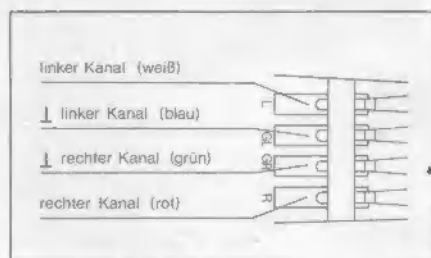 linker Kanal (weiß)
⊥ linker Kanal (blau)
⊥ rechter Kanal (grün)
rechter Kanal (rot)
L
GL
GR
R